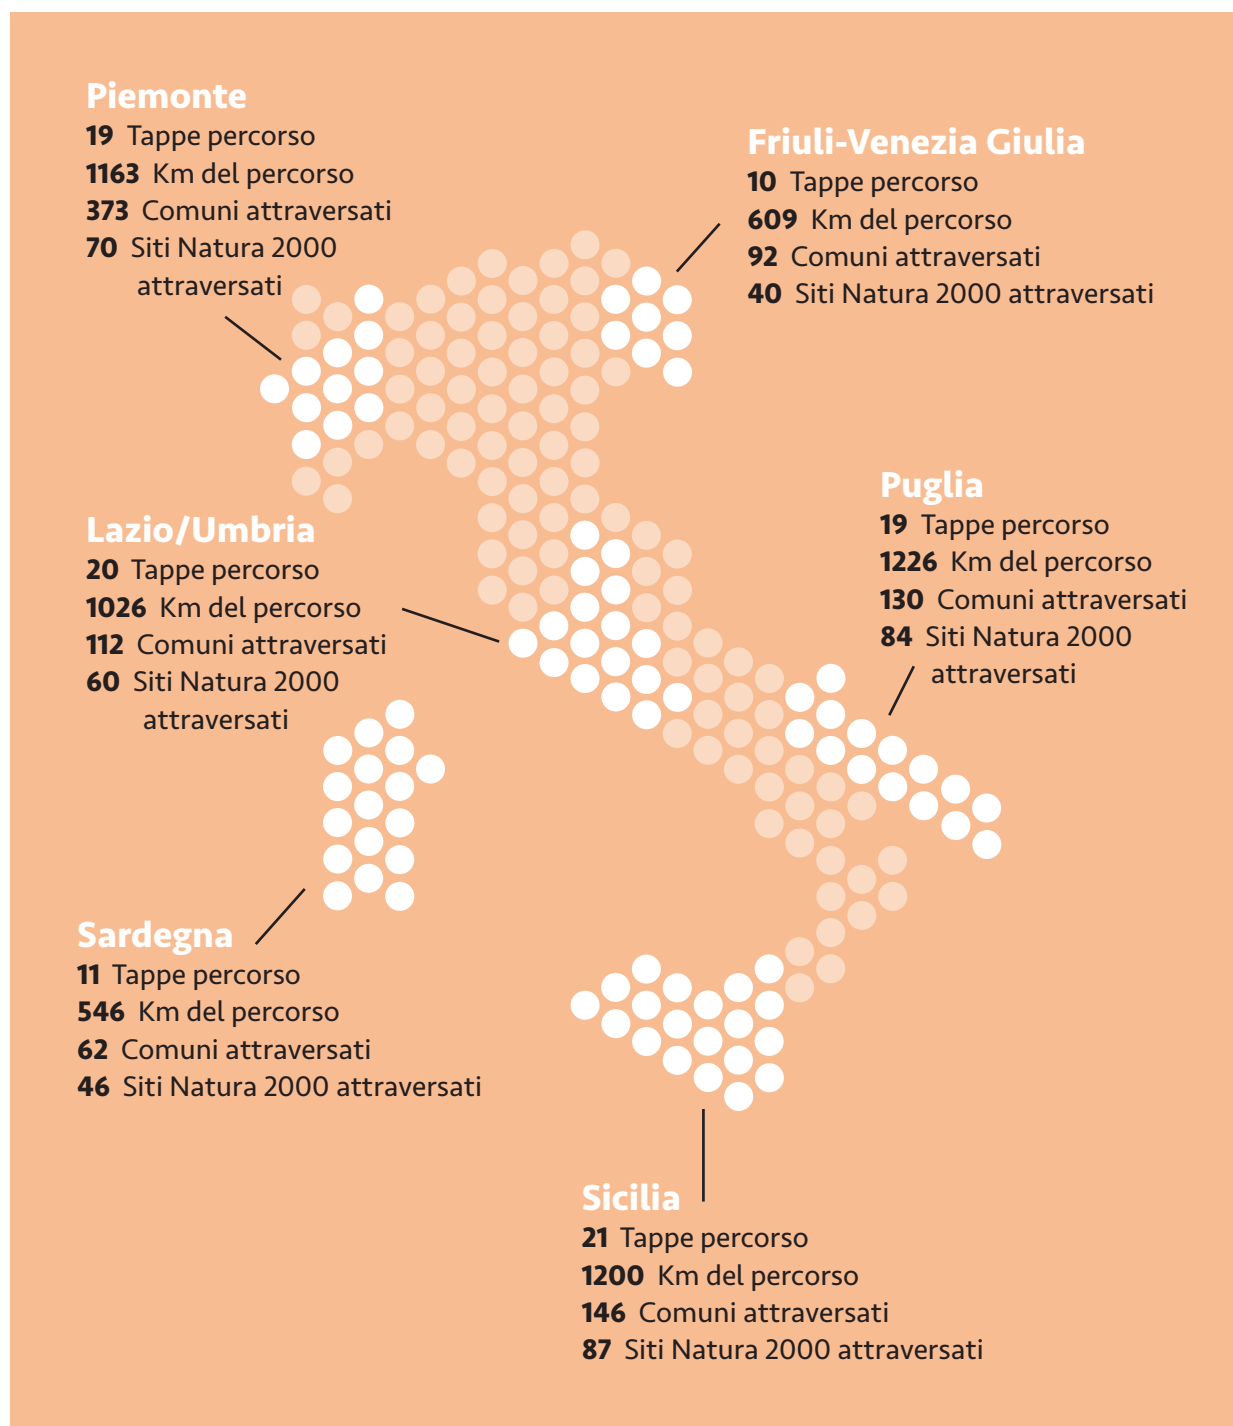 Piemonte
19 Tappe percorso
1163 Km del percorso
373 Comuni attraversati
70 Siti Natura 2000
attraversati
Friuli-Venezia Giulia
10 Tappe percorso
609 Km del percorso
92 Comuni attraversati
40 Siti Natura 2000 attraversati
Lazio/Umbria
20 Tappe percorso
1026 Km del percorso
112 Comuni attraversati
60 Siti Natura 2000
attraversati
Puglia
19 Tappe percorso
1226 Km del percorso
130 Comuni attraversati
84 Siti Natura 2000
attraversati
Sardegna
11 Tappe percorso
546 Km del percorso
62 Comuni attraversati
46 Siti Natura 2000 attraversati
Sicilia
21 Tappe percorso
1200 Km del percorso
146 Comuni attraversati
87 Siti Natura 2000 attraversati